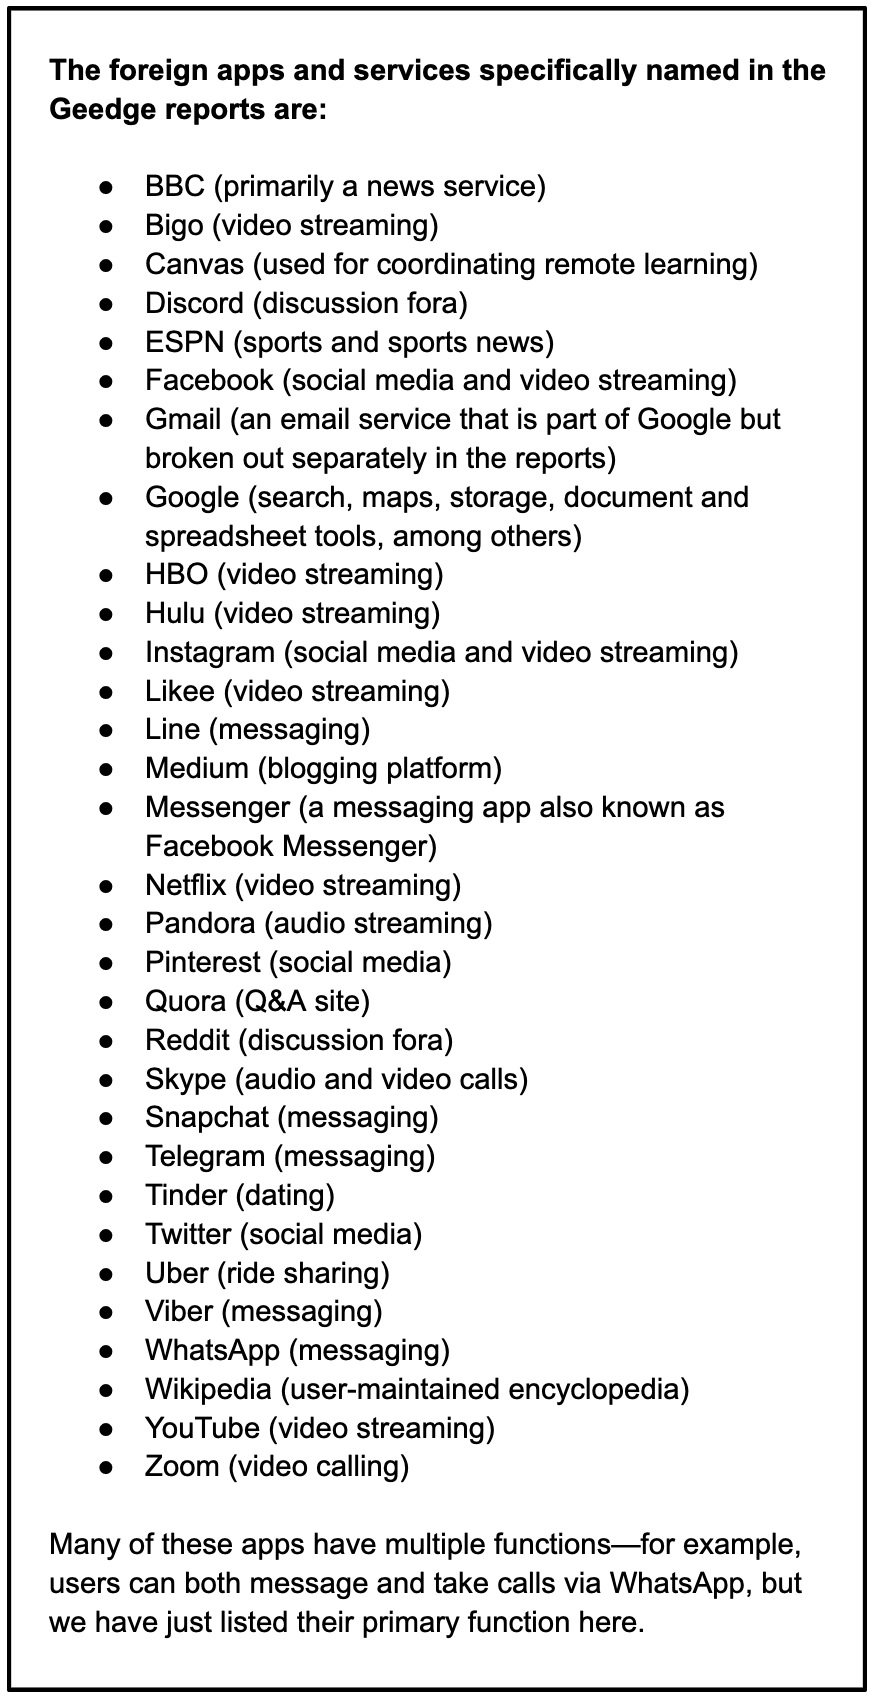 The foreign apps and services specifically named in the
Geedge reports are:
● BBC (primarily a news service)
● Bigo (video streaming)
● Canvas (used for coordinating remote learning)
● Discord (discussion fora)
● ESPN (sports and sports news)
● Facebook (social media and video streaming)
● Gmail (an email service that is part of Google but
broken out separately in the reports)
● Google (search, maps, storage, document and
spreadsheet tools, among others)
● HBO (video streaming)
● Hulu (video streaming)
● Instagram (social media and video streaming)
● Likee (video streaming)
● Line (messaging)
● Medium (blogging platform)
● Messenger (a messaging app also known as
Facebook Messenger)
● Netflix (video streaming)
● Pandora (audio streaming)
● Pinterest (social media)
● Quora (Q&A site)
● Reddit (discussion fora)
● Skype (audio and video calls)
● Snapchat (messaging)
● Telegram (messaging)
● Tinder (dating)
● Twitter (social media)
● Uber (ride sharing)
● Viber (messaging)
● WhatsApp (messaging)
● Wikipedia (user-maintained encyclopedia)
● YouTube (video streaming)
● Zoom (video calling)
Many of these apps have multiple functions—for example,
users can both message and take calls via WhatsApp, but
we have just listed their primary function here.